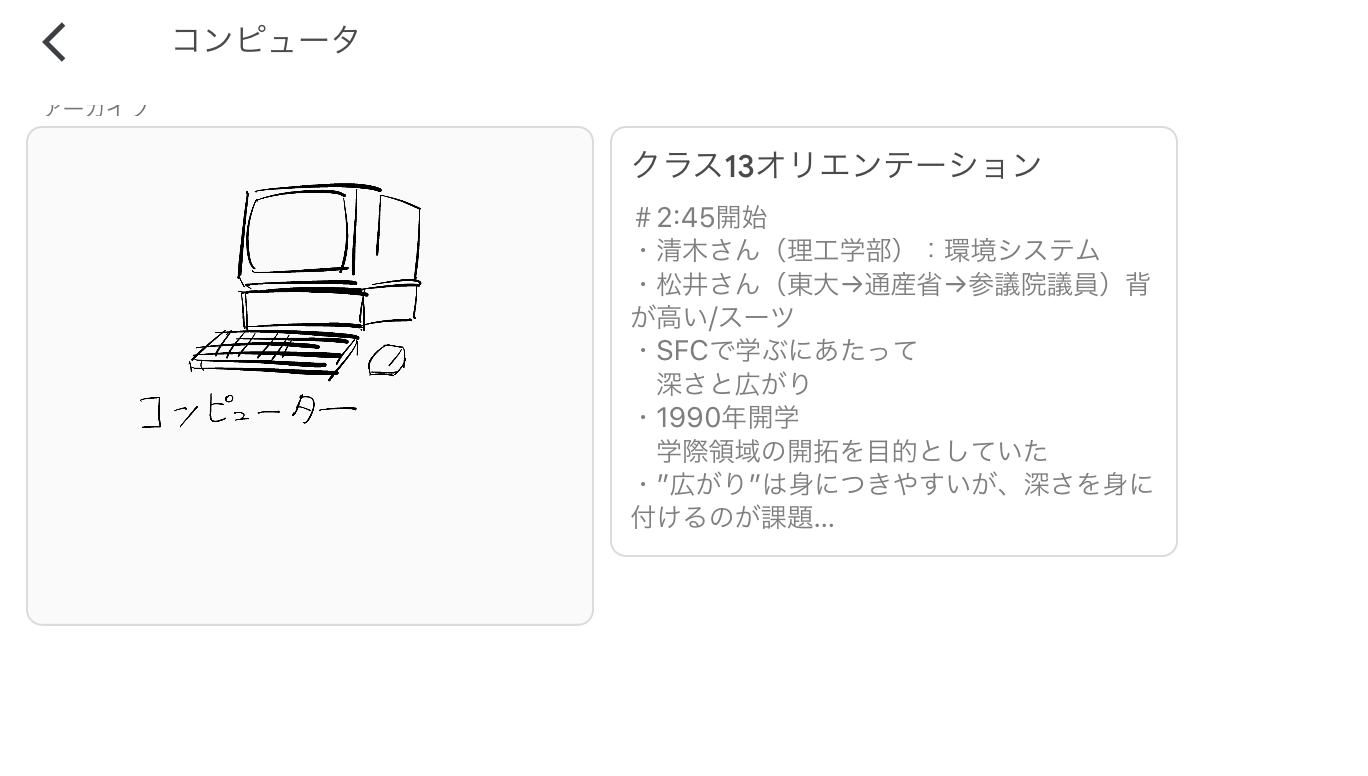 コンピュータ
アーカイブ
コンピューター
クラス13オリエンテーション
＃2:45開始
・清木さん（理工学部）：環境システム
・松井さん（東大→通産省→参議院議員）背
が高い/スーツ
・SFCで学ぶにあたって
　深さと広がり
・1990年開学
　学際領域の開拓を目的としていた
・”広がり”は身につきやすいが、深さを身に
付けるのが課題...